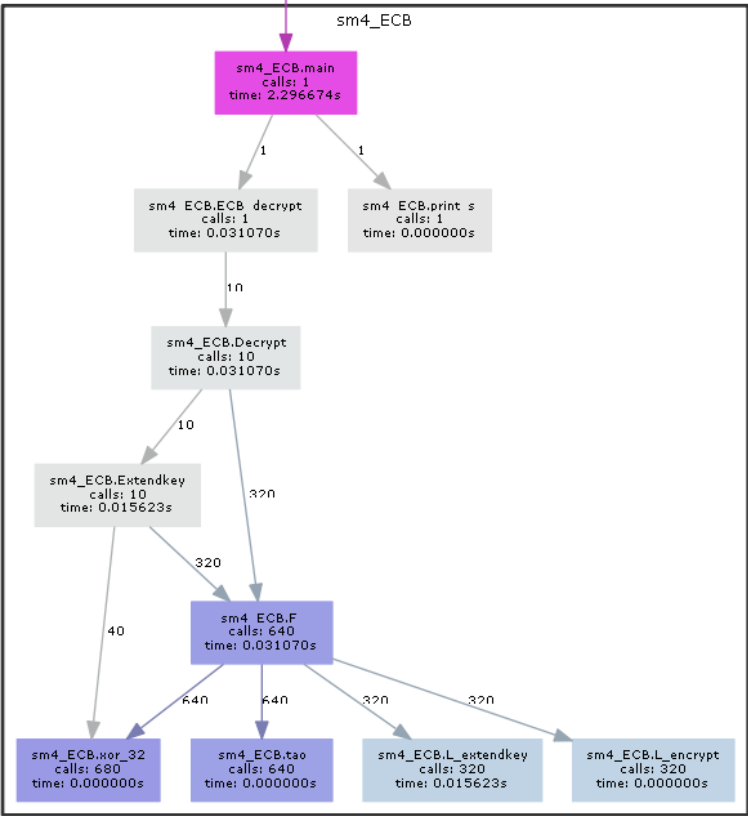 sm4_ECB
sm4_ECB.main
calls: 1
time: 2.296674s
1
1
sm4_ECB.ECB_decrypt
calls: 1
time: 0.031070s
sm4_ECB.print_s
calls: 1
time: 0.000000s
10
sm4_ECB.Decrypt
calls: 10
time: 0.031070s
10
320
sm4_ECB.Extendkey
calls: 10
time: 0.015623s
320
40
sm4_ECB.F
calls: 640
time: 0.031070s
640
640
320
320
sm4_ECB.xor_32
calls: 680
time: 0.000000s
sm4_ECB.tao
calls: 640
time: 0.000000s
sm4_ECB.L_extendkey
calls: 320
time: 0.015623s
sm4_ECB.L_encrypt
calls: 320
time: 0.000000s